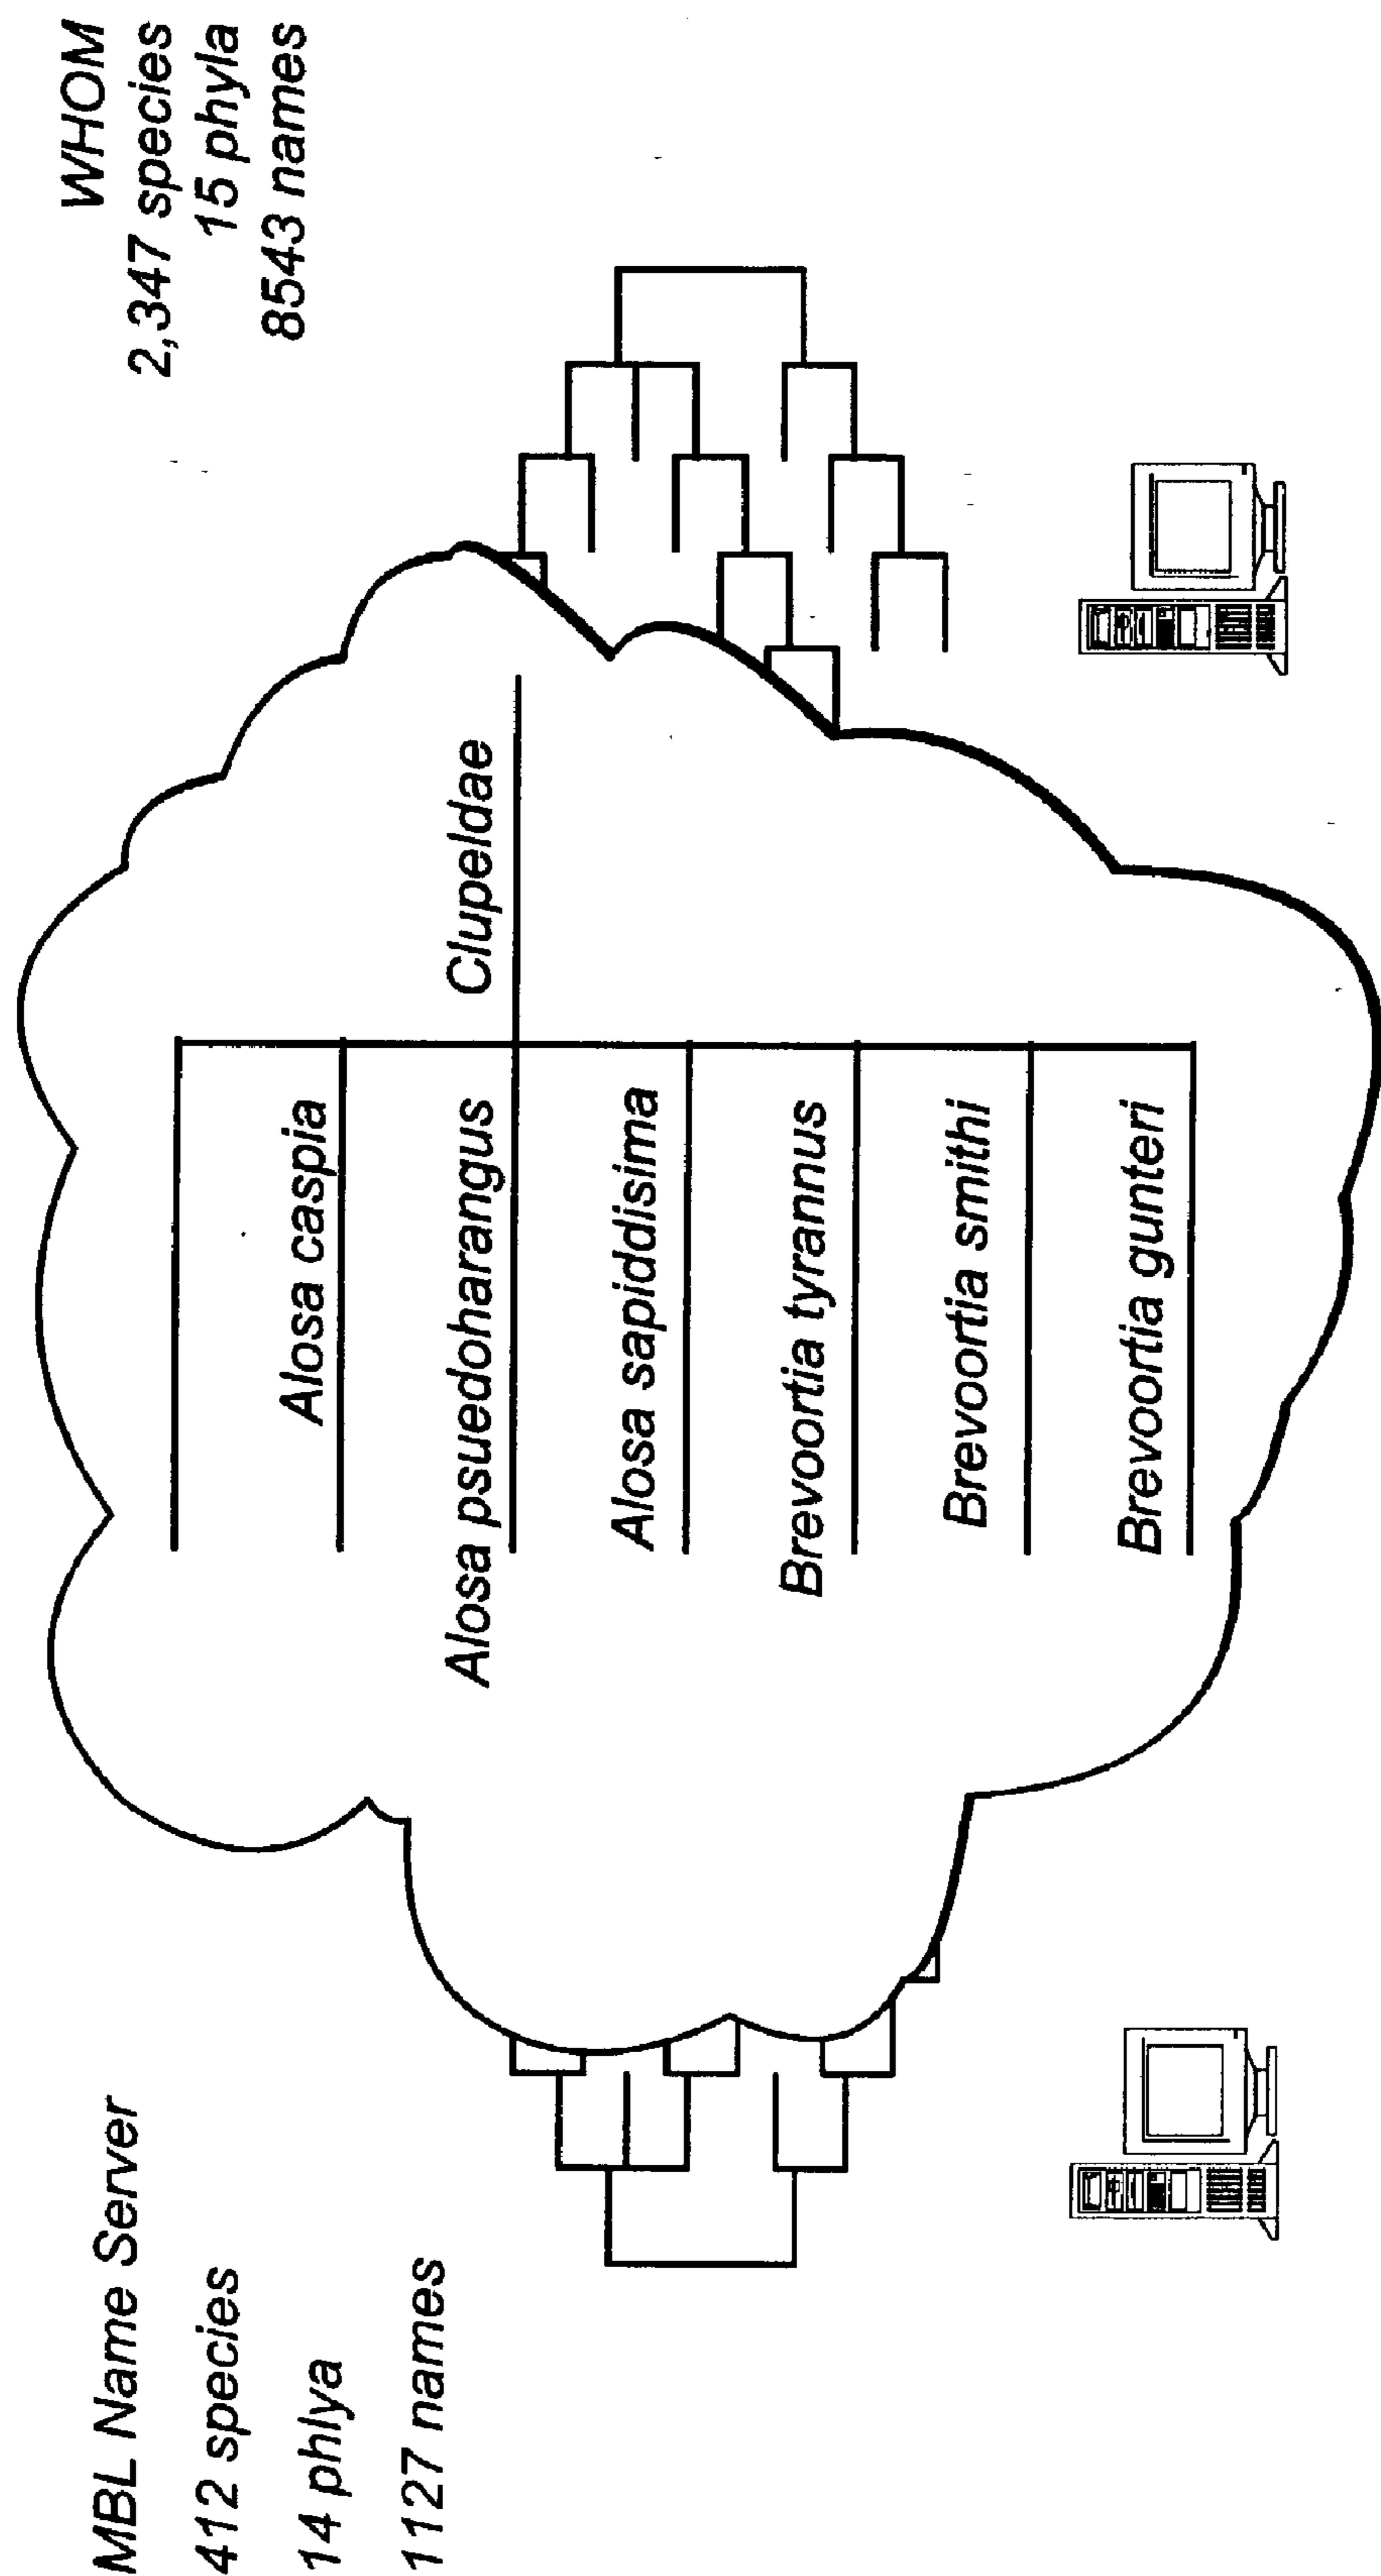 MBL Name Server
412 species
14 phlya
1127 names
WHOM
2,347 species
15 phyla
8543 names
Clupeldae
Alosa caspia
Alosa psuedoharangus
Alosa sapiddisima
Brevoortia tyrannus
Brevoortia smithi
Brevoortia gunteri